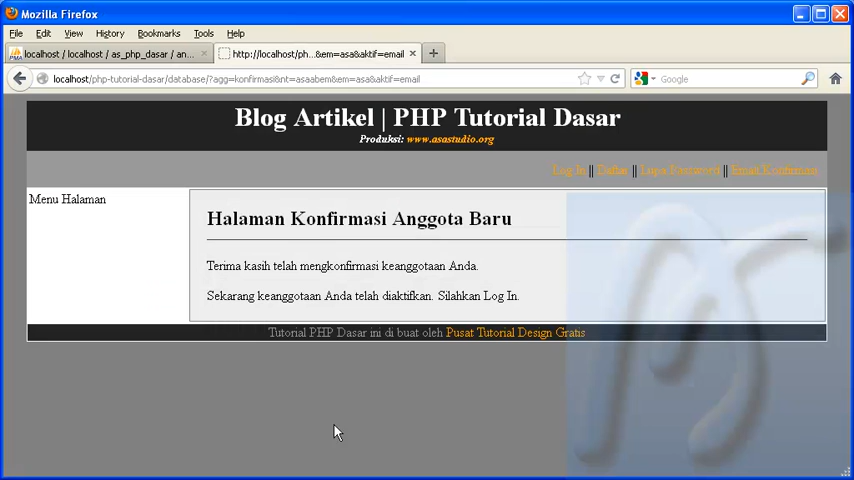 Mozilla Firefox
File Edit View History Bookmarks Tools Help
localhost / localhost / as_php_dasar / an...
http://localhost/ph...&em=asa&aktif=email
localhost/php-tutorial-dasar/database/?agg=konfirmasi&nt=asaabem&em=asa&aktif=email
Google
Blog Artikel | PHP Tutorial Dasar
Produksi: www.asastudio.org
Log In || Daftar || Lupa Password || Email Konfirmasi
Menu Halaman
Halaman Konfirmasi Anggota Baru
Terima kasih telah mengkonfirmasi keanggotaan Anda.
Sekarang keanggotaan Anda telah diaktifkan. Silahkan Log In.
Tutorial PHP Dasar ini di buat oleh Pusat Tutorial Design Gratis